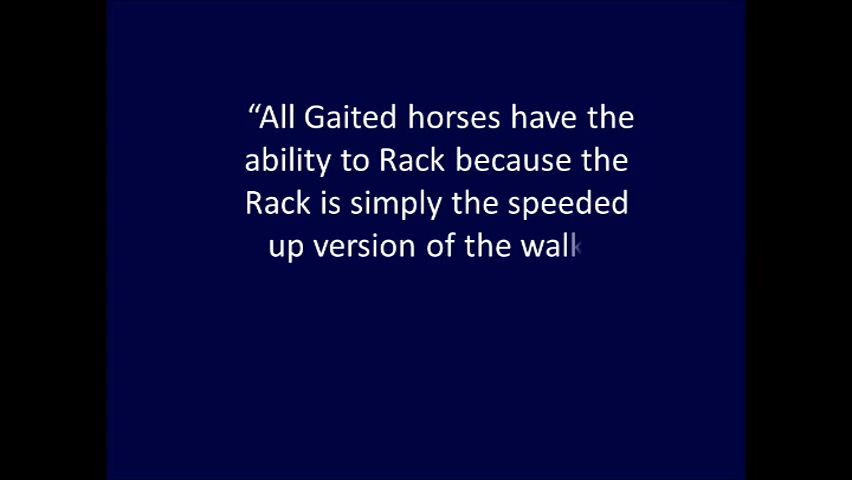 “All Gaited horses have the
ability to Rack because the
Rack is simply the speeded
up version of the walk